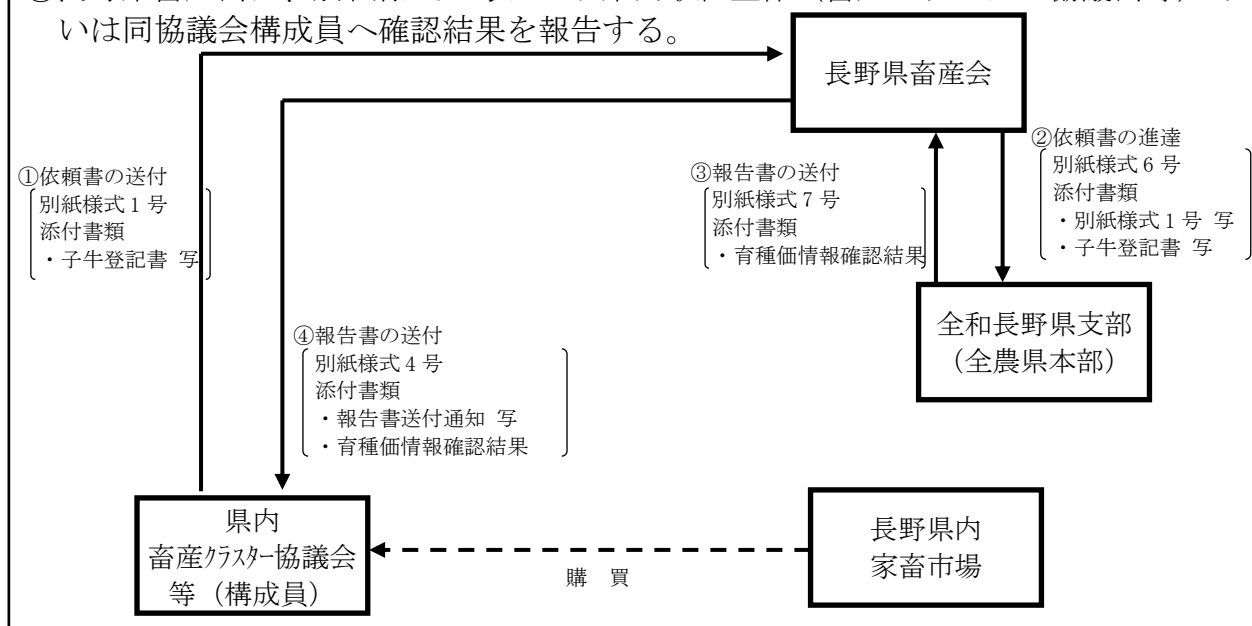 いは同協議会構成員へ確認結果を報告する。
長野県畜産会
①依頼書の送付
別紙様式１号
添付書類
・子牛登記書 写
③報告書の送付
別紙様式７号
添付書類
・育種価情報確認結果
②依頼書の進達
別紙様式６号
添付書類
・別紙様式１号 写
・子牛登記書 写
全和長野県支部
（全農県本部）
④報告書の送付
別紙様式４号
添付書類
・報告書送付通知 写
・育種価情報確認結果
県内
畜産ｸﾗｽﾀｰ協議会
等（構成員）
購 買
長野県内
家畜市場